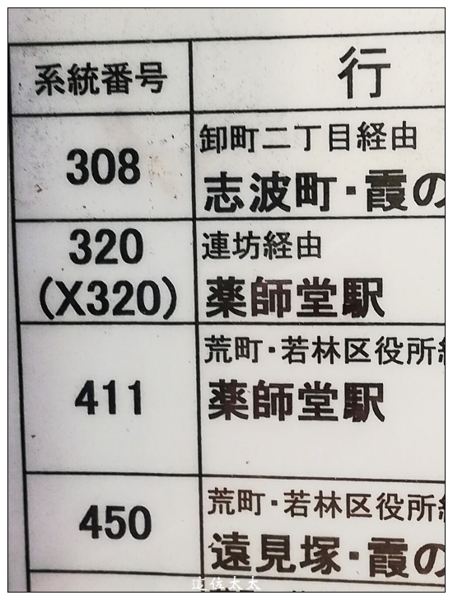 系統番号
行
308
卸町二丁目経由
志波町・霞の
320
(X320)
連坊経由
薬師堂駅
411
荒町・若林区役所
薬師堂駅
450
荒町・若林区役所
遠見塚・霞の